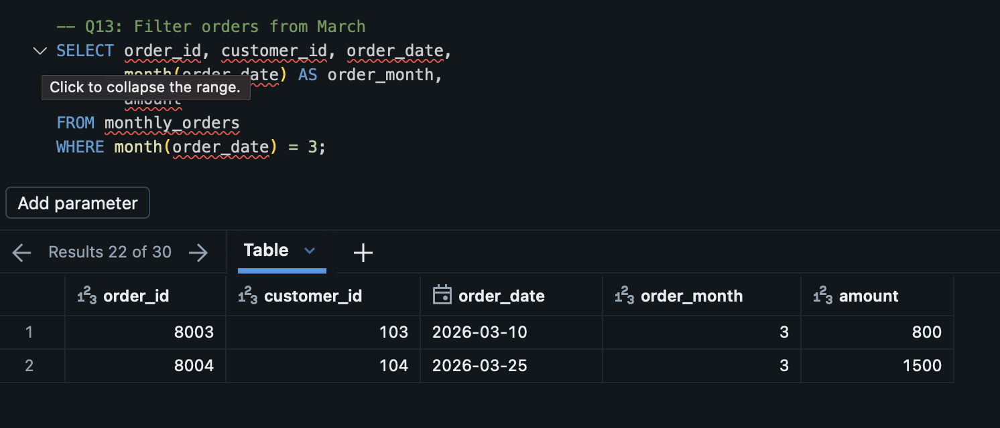 -- Q13: Filter orders from March
SELECT order_id, customer_id, order_date,
month(order_date) AS order_month,
Click to collapse the range.
amount
FROM monthly_orders
WHERE month(order_date) = 3;
Add parameter
Results 22 of 30 Table
order_id customer_id order_date order_month amount
1 8003 103 2026-03-10 3 800
2 8004 104 2026-03-25 3 1500